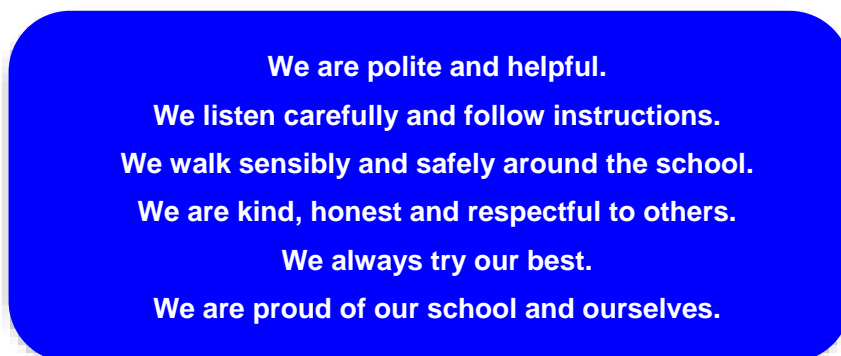 We are polite and helpful.
We listen carefully and follow instructions.
We walk sensibly and safely around the school.
We are kind, honest and respectful to others.
We always try our best.
We are proud of our school and ourselves.